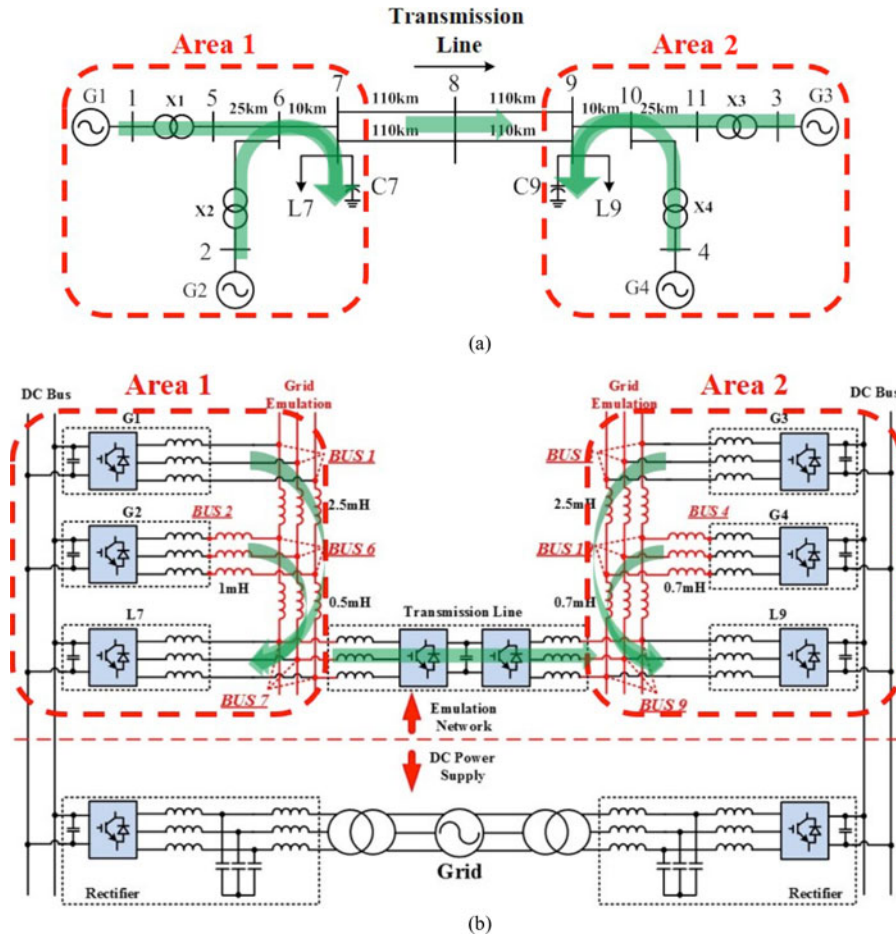 Transmission
Line
Area 1
Area 2
G1 1 X1 5 6 7 8 9 10 11 X3 3 G3
25km 10km 110km 110km 10km 25km
110km 110km
L7 C7 C9 L9
X2 X4
2 4
G2 G4
(a)
Area 1
Area 2
DC Bus
Grid
Emulation
Grid
Emulation
DC Bus
G1
G3
BUS 1
BUS
2.5mH
2.5mH
G2
BUS 2
BUS 4
G4
BUS 6
BUS 1
1mH
0.5mH
0.7mH
0.7mH
L7
Transmission Line
L9
BUS 7
BUS 9
Emulation
Network
DC Power
Supply
Grid
Rectifier
Rectifier
(b)